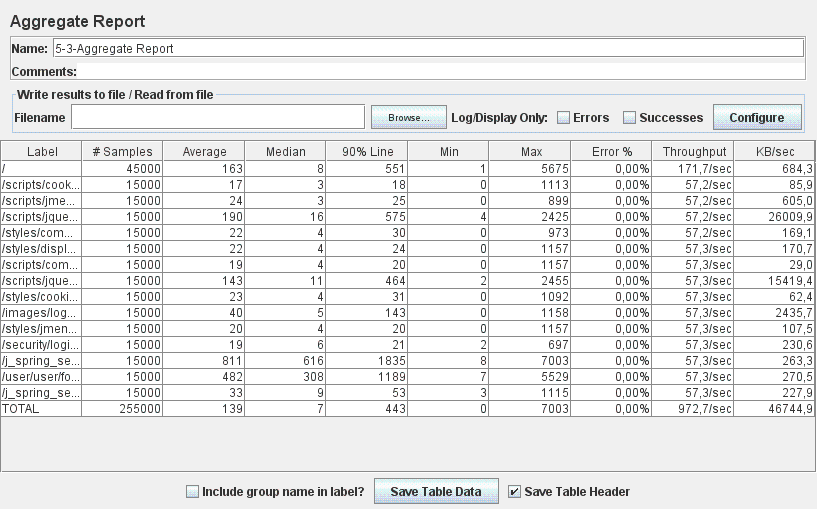 Aggregate Report
Name: 5-3-Aggregate Report
Comments:
Write results to file / Read from file
Filename Browse... Log/Display Only: Errors Successes Configure
Label # Samples Average Median 90% Line Min Max Error % Throughput KB/sec
/ 45000 163 8 551 1 5675 0,00% 171,7/sec 684,3
/scripts/cook... 15000 17 3 18 0 1113 0,00% 57,2/sec 85,9
/scripts/jme... 15000 24 3 25 0 899 0,00% 57,2/sec 605,0
/scripts/jque... 15000 190 16 575 4 2425 0,00% 57,2/sec 26009,9
/styles/com... 15000 22 4 30 0 973 0,00% 57,2/sec 169,1
/styles/displ... 15000 22 4 24 0 1157 0,00% 57,3/sec 170,7
/scripts/com... 15000 19 4 20 0 1157 0,00% 57,3/sec 29,0
/scripts/jque... 15000 143 11 464 2 2455 0,00% 57,3/sec 15419,4
/styles/cooki... 15000 23 4 31 0 1092 0,00% 57,3/sec 62,4
/images/log... 15000 40 5 143 0 1158 0,00% 57,3/sec 2435,7
/styles/jmen... 15000 20 4 20 0 1157 0,00% 57,3/sec 107,5
/security/logi... 15000 19 6 21 2 697 0,00% 57,3/sec 230,6
/j_spring_se... 15000 811 616 1835 8 7003 0,00% 57,3/sec 263,3
/user/user/fo... 15000 482 308 1189 7 5529 0,00% 57,3/sec 270,5
/j_spring_se... 15000 33 9 53 3 1115 0,00% 57,3/sec 227,9
TOTAL 255000 139 7 443 0 7003 0,00% 972,7/sec 46744,9
Include group name in label? Save Table Data Save Table Header